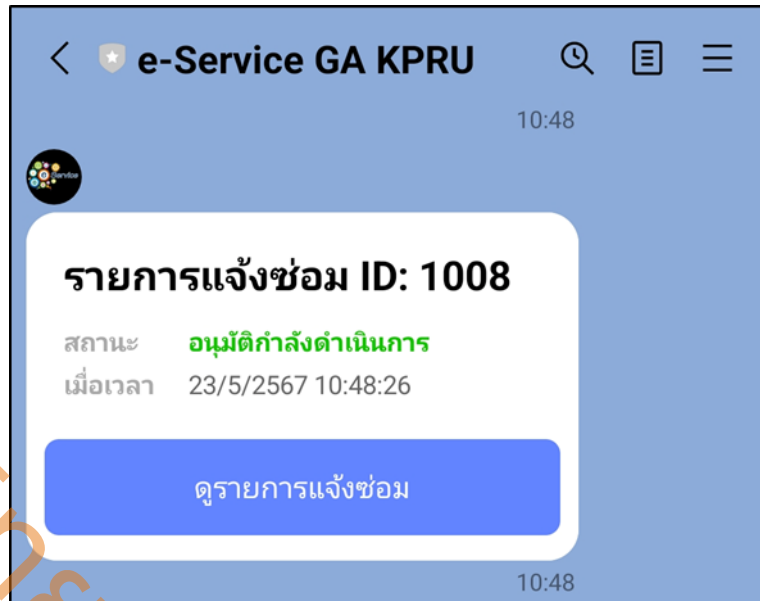 e-Service GA KPRU
10:48
รายการแจ้งซ่อม ID: 1008
สถานะ อนุมัติกำลังดำเนินการ
เมื่อเวลา 23/5/2567 10:48:26
ดูรายการแจ้งซ่อม
10:48